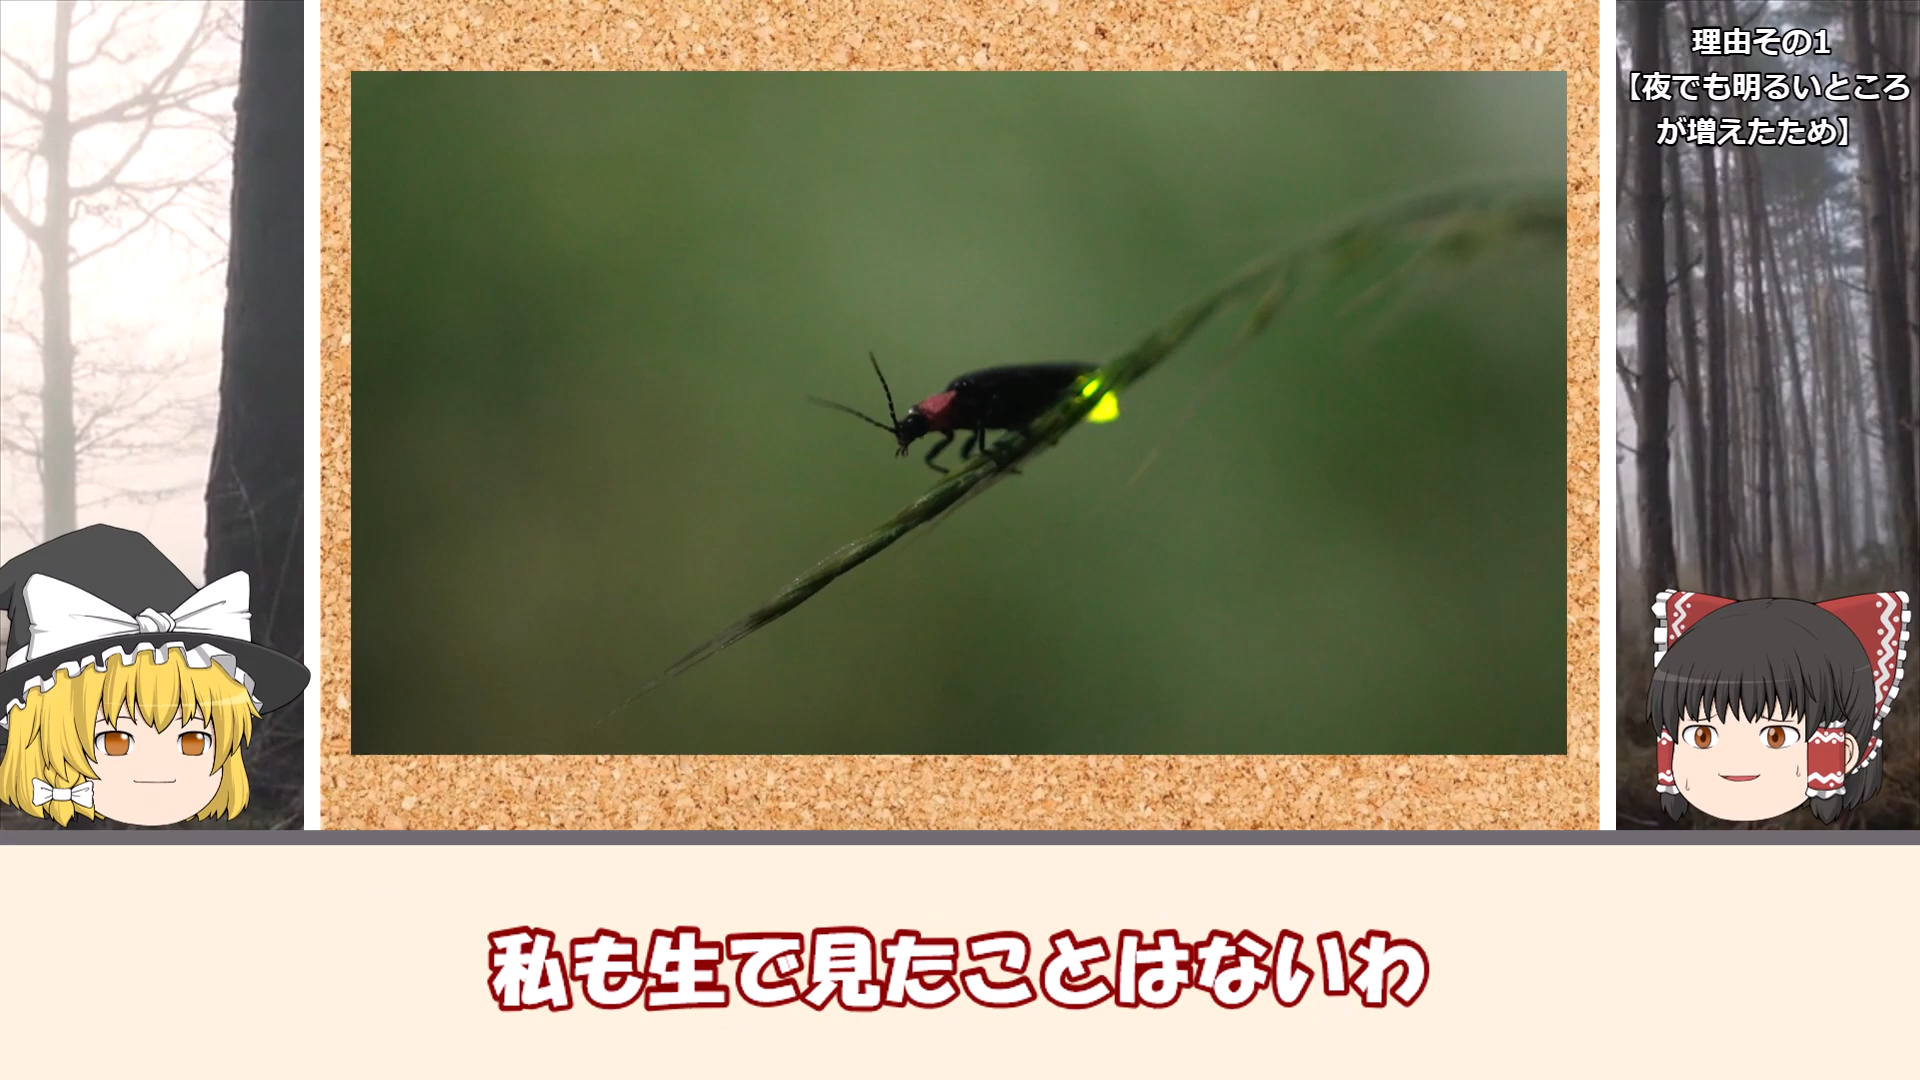 理由その1
【夜でも明るいところ
が増えたため】
私も生で見たことはないわ